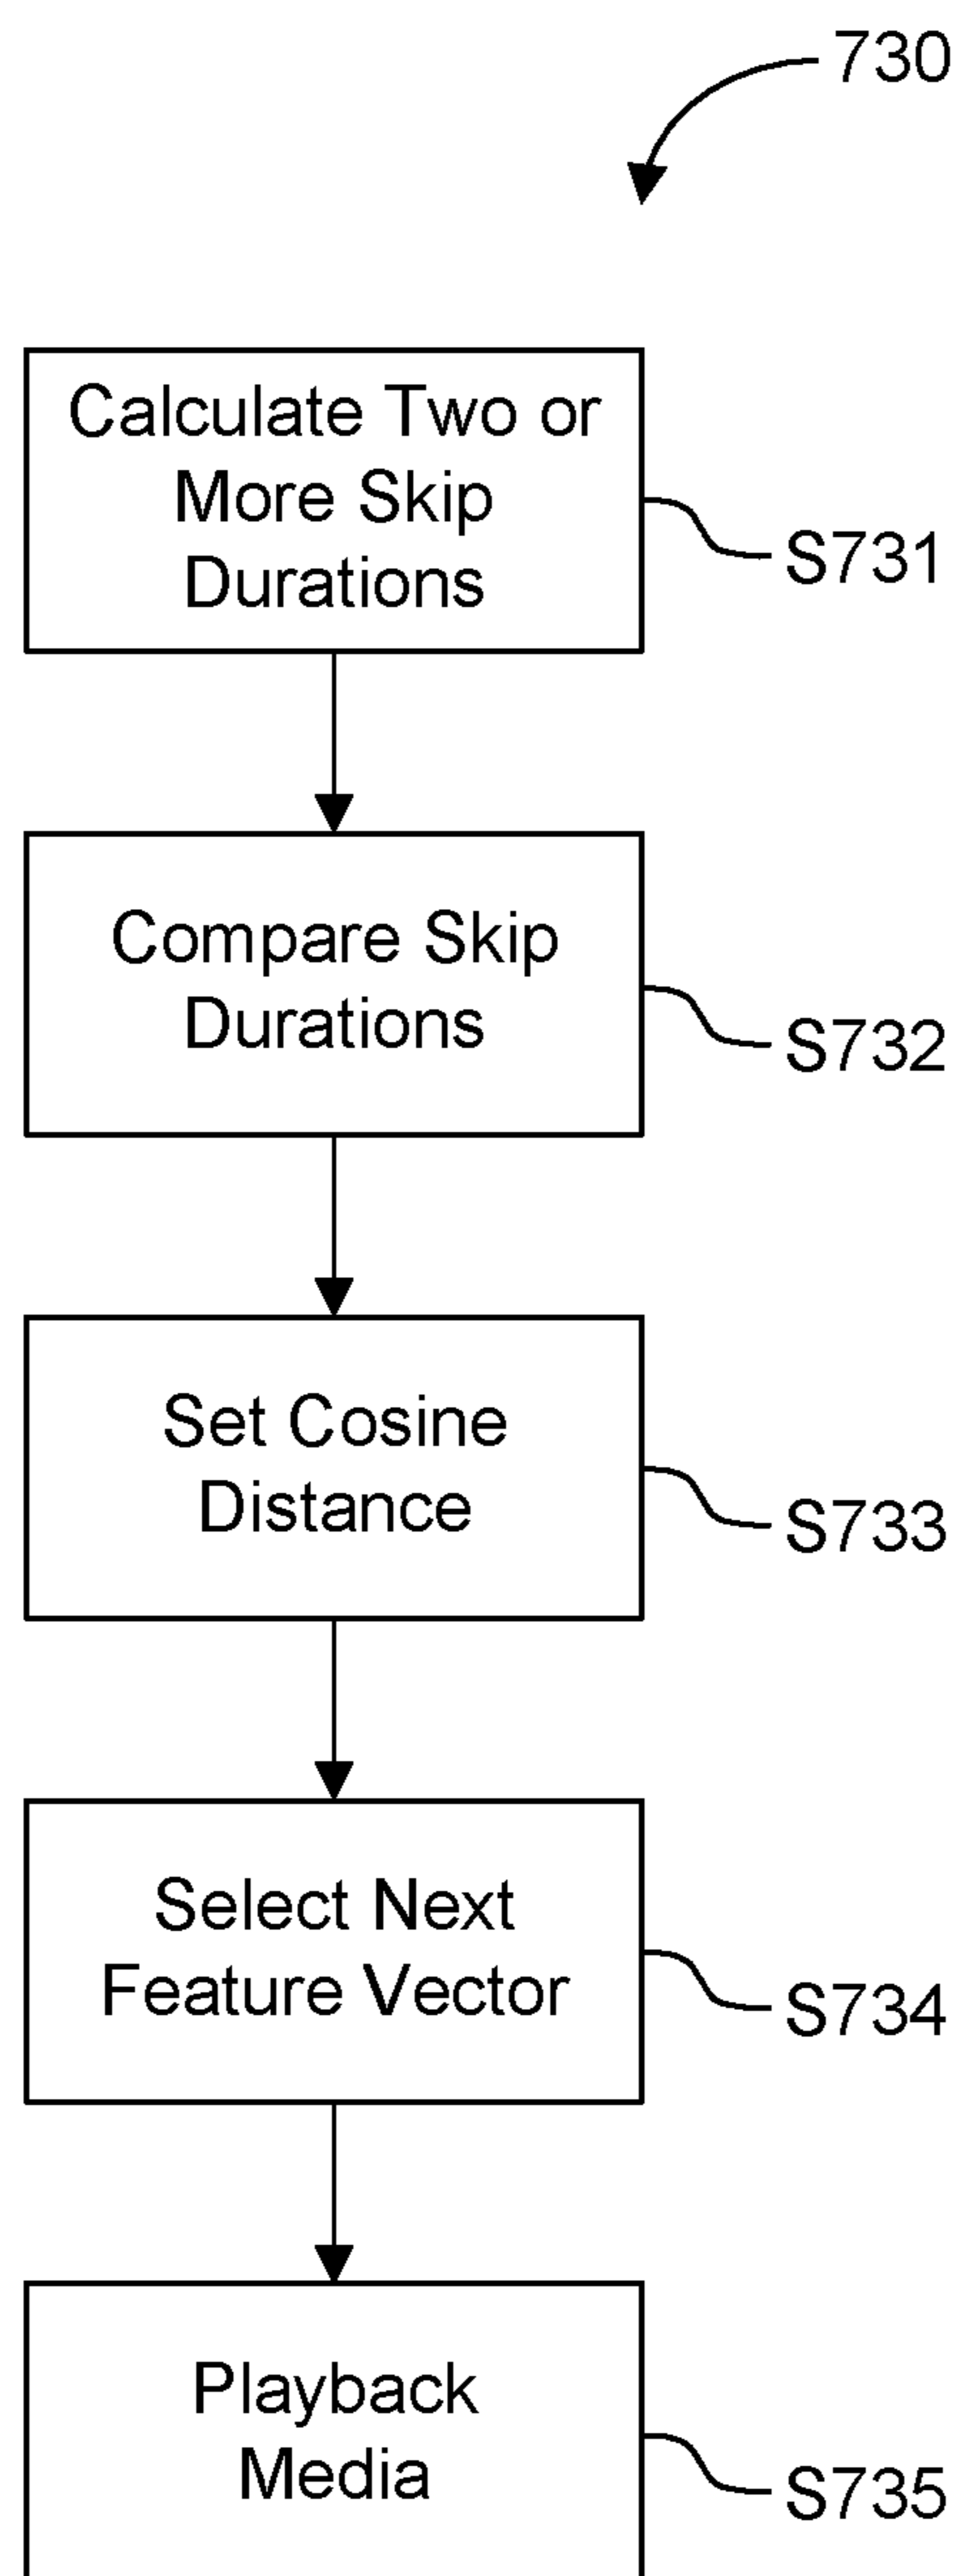 730
Calculate Two or
More Skip
Durations
S731
Compare Skip
Durations
S732
Set Cosine
Distance
S733
Select Next
Feature Vector
S734
Playback
Media
S735